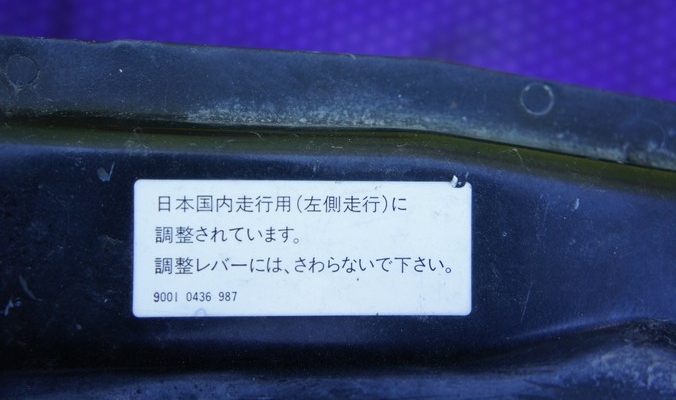 日本国内走行用(左側走行)に
調整されています。
調整レバーには、さわらないで下さい。
9001 0436 987